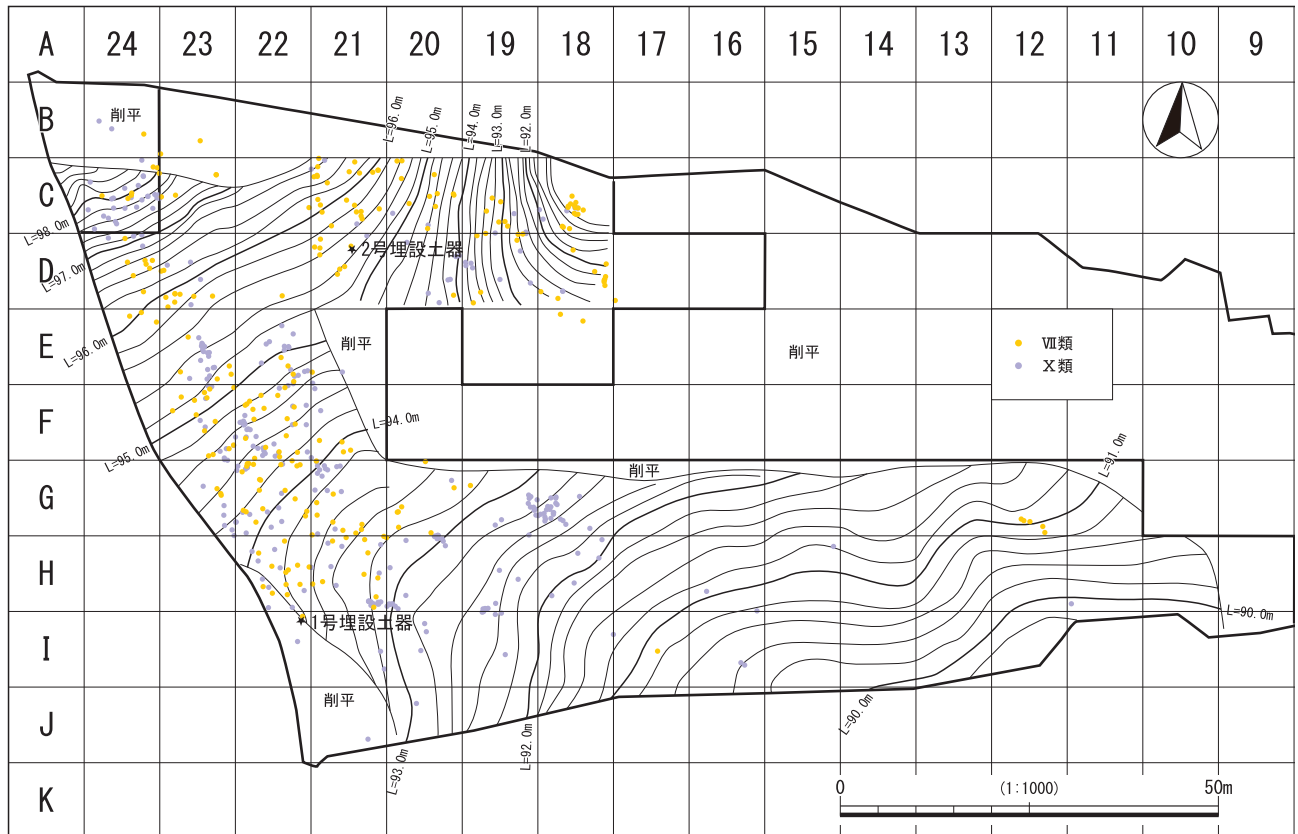 A 24 23 22 21 20 19 18 17 16 15 14 13 12 11 10 9
B 削平
L=96.0m
L=95.0m
L=94.0m
L=93.0m
L=92.0m
C
L=98.0m
D ★2号埋設土器
L=97.0m
E 削平 削平
Ⅶ類
Ⅹ類
L=96.0m
F L=94.0m
L=95.0m
削平
L=91.0m
G
H
L=90.0m
★1号埋設土器
I
削平
J
L=90.0m
L=92.0m
L=93.0m
K
0 (1:1000) 50m